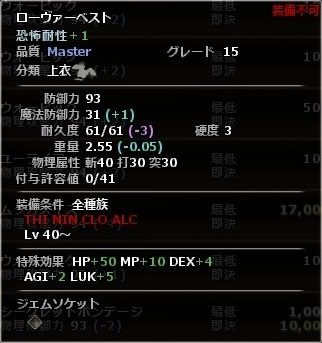 ローヴァーベスト
装備不可
恐怖耐性+1
品質 Master グレード 15
分類 上衣
防御力 93
魔法防御力 31 (+1)
耐久度 61/61 (-3) 硬度 3
重量 2.55 (-0.05)
物理属性 斬40 打30 突30
付与許容値 0/41
装備条件 全種族
THI NIN CLO ALC
Lv 40～
特殊効果 HP+50 MP+10 DEX+4
AGI+2 LUK+5
ジェムソケット